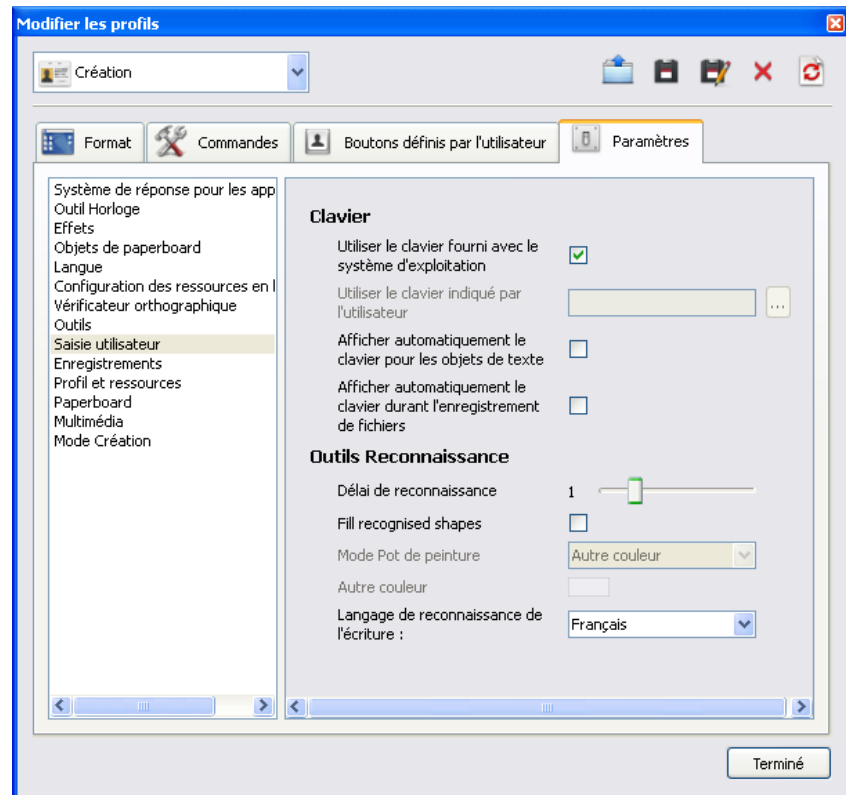 Modifier les profils
Création
Format
Commandes
Boutons définis par l'utilisateur
Paramètres
Système de réponse pour les app
Outil Horloge
Effets
Objets de paperboard
Langue
Configuration des ressources en l
Vérificateur orthographique
Outils
Saisie utilisateur
Enregistrements
Profil et ressources
Paperboard
Multimédia
Mode Création
Clavier
Utiliser le clavier fourni avec le
système d'exploitation
Utiliser le clavier indiqué par
l'utilisateur
...
Afficher automatiquement le
clavier pour les objets de texte
Afficher automatiquement le
clavier durant l'enregistrement
de fichiers
Outils Reconnaissance
Délai de reconnaissance
1
Fill recognised shapes
Mode Pot de peinture
Autre couleur
Autre couleur
Langage de reconnaissance de
l'écriture :
Français
Terminé